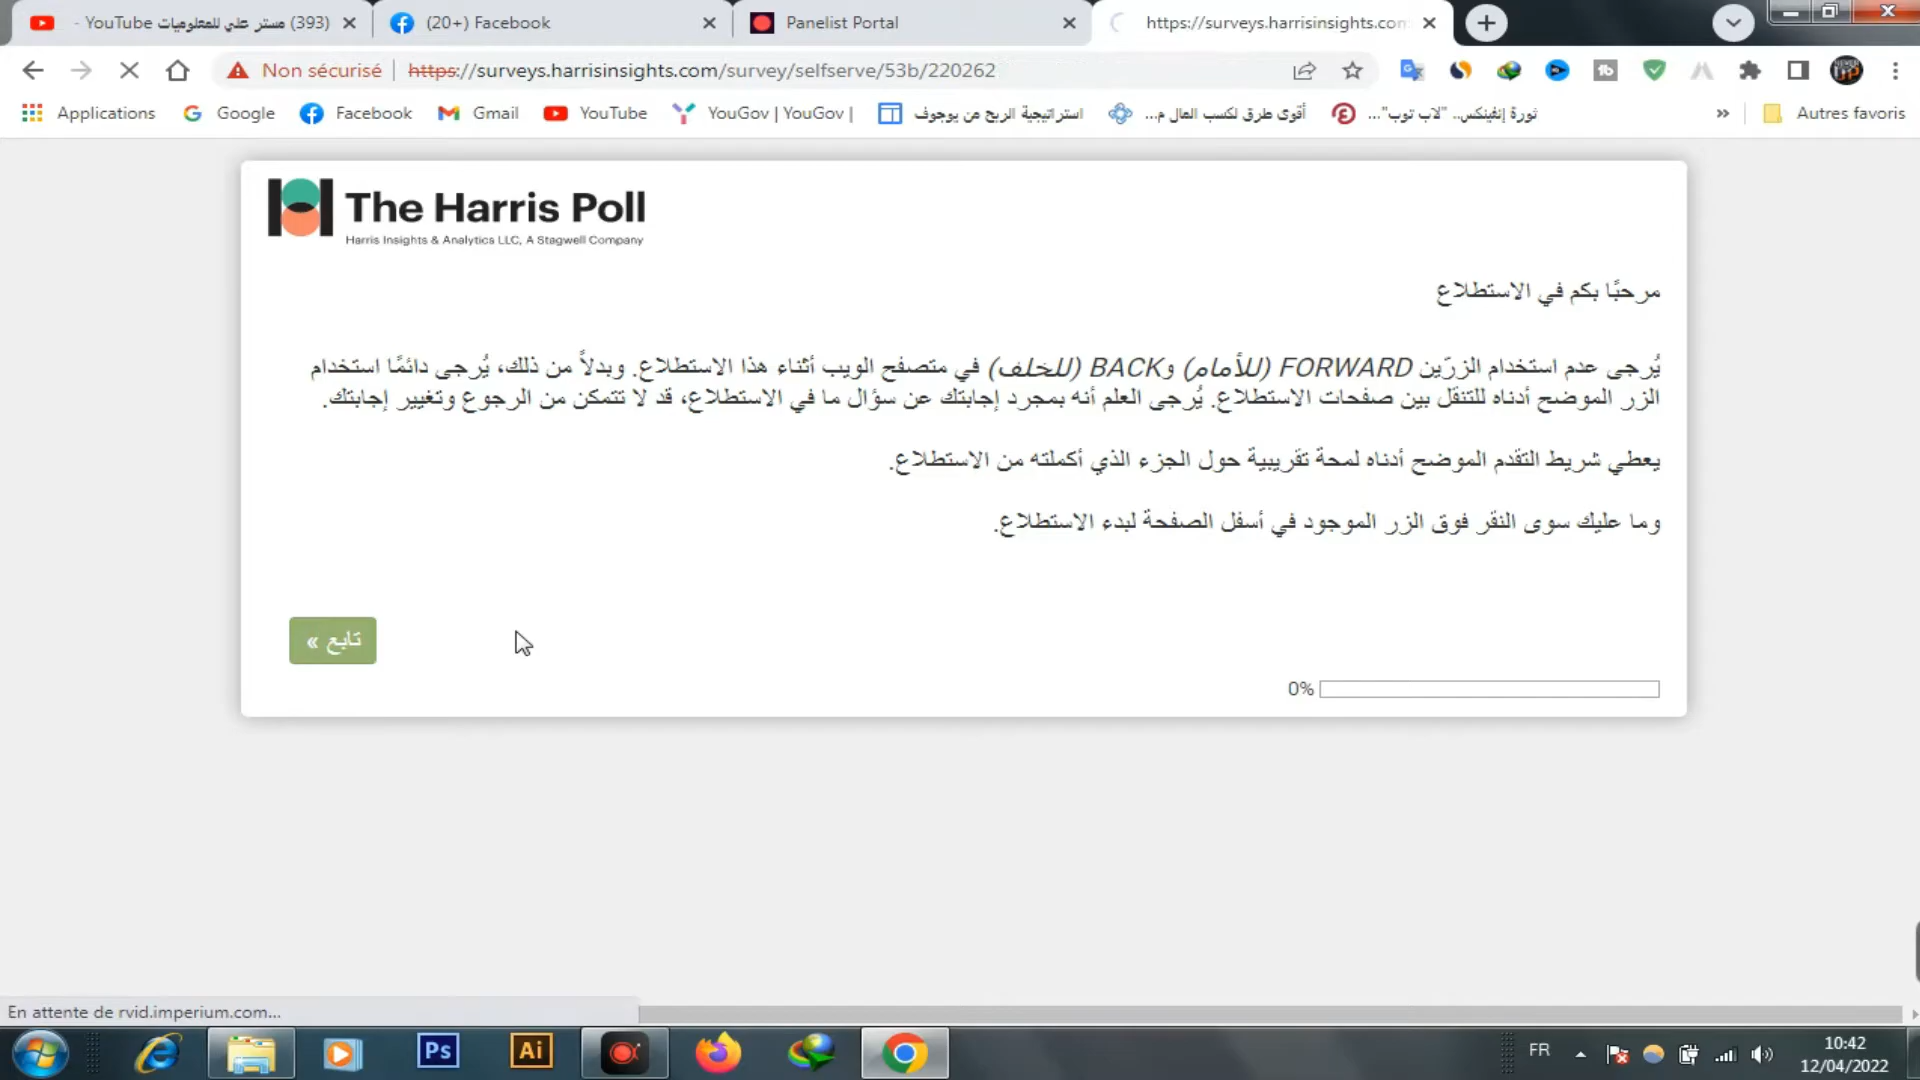 (393) مستر علي للمعلوميات - YouTube
(20+) Facebook
Panelist Portal
https://surveys.harrisinsights.com
Non sécurisé
https://surveys.harrisinsights.com/survey/selfserve/53b/220262
Applications
Google
Facebook
Gmail
YouTube
YouGov | YouGov |
استراتيجية الربح من يوجوف
أقوى طرق لكسب المال م...
ثورة إنفينكس.. "لاب توب"...
»
Autres favoris
The Harris Poll
Harris Insights & Analytics LLC, A Stagwell Company
مرحبًا بكم في الاستطلاع
يُرجى عدم استخدام الزرّين FORWARD (للأمام) وBACK (للخلف) في متصفح الويب أثناء هذا الاستطلاع. وبدلاً من ذلك، يُرجى دائمًا استخدام
الزر الموضح أدناه للتنقل بين صفحات الاستطلاع. يُرجى العلم أنه بمجرد إجابتك عن سؤال ما في الاستطلاع، قد لا تتمكن من الرجوع وتغيير إجابتك.
يعطي شريط التقدم الموضح أدناه لمحة تقريبية حول الجزء الذي أكملته من الاستطلاع.
وما عليك سوى النقر فوق الزر الموجود في أسفل الصفحة لبدء الاستطلاع.
تابع »
0%
En attente de rvid.imperium.com...
Ps
Ai
FR
10:42
12/04/2022